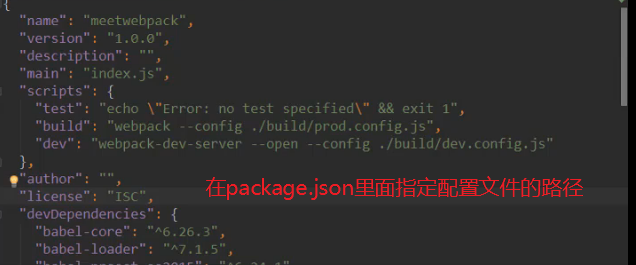 {
"name": "meetwebpack",
"version": "1.0.0",
"description": "",
"main": "index.js",
"scripts": {
"test": "echo \"Error: no test specified\" && exit 1",
"build": "webpack --config ./build/prod.config.js",
"dev": "webpack-dev-server --open --config ./build/dev.config.js"
},
"author": "",
"license": "ISC",
在package.json里面指定配置文件的路径
"devDependencies": {
"babel-core": "^6.26.3",
"babel-loader": "^7.1.5",